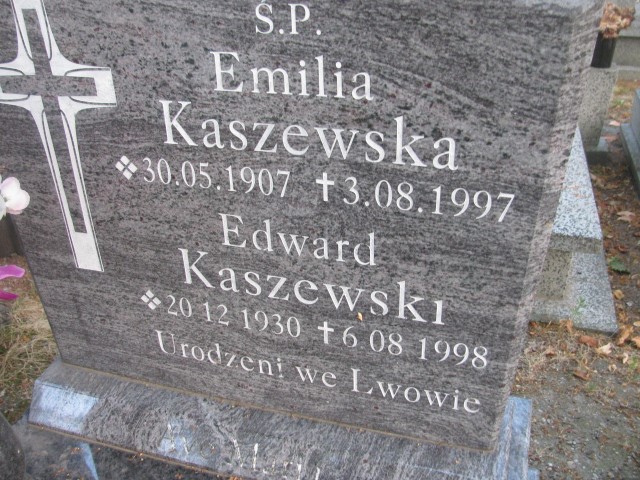 Ś.P.
Emilia
Kaszewska
❖30.05.1907 ✝3.08.1997
Edward
Kaszewski
❖20 12 1930 ✝6.08 1998
Urodzeni we Lwowie